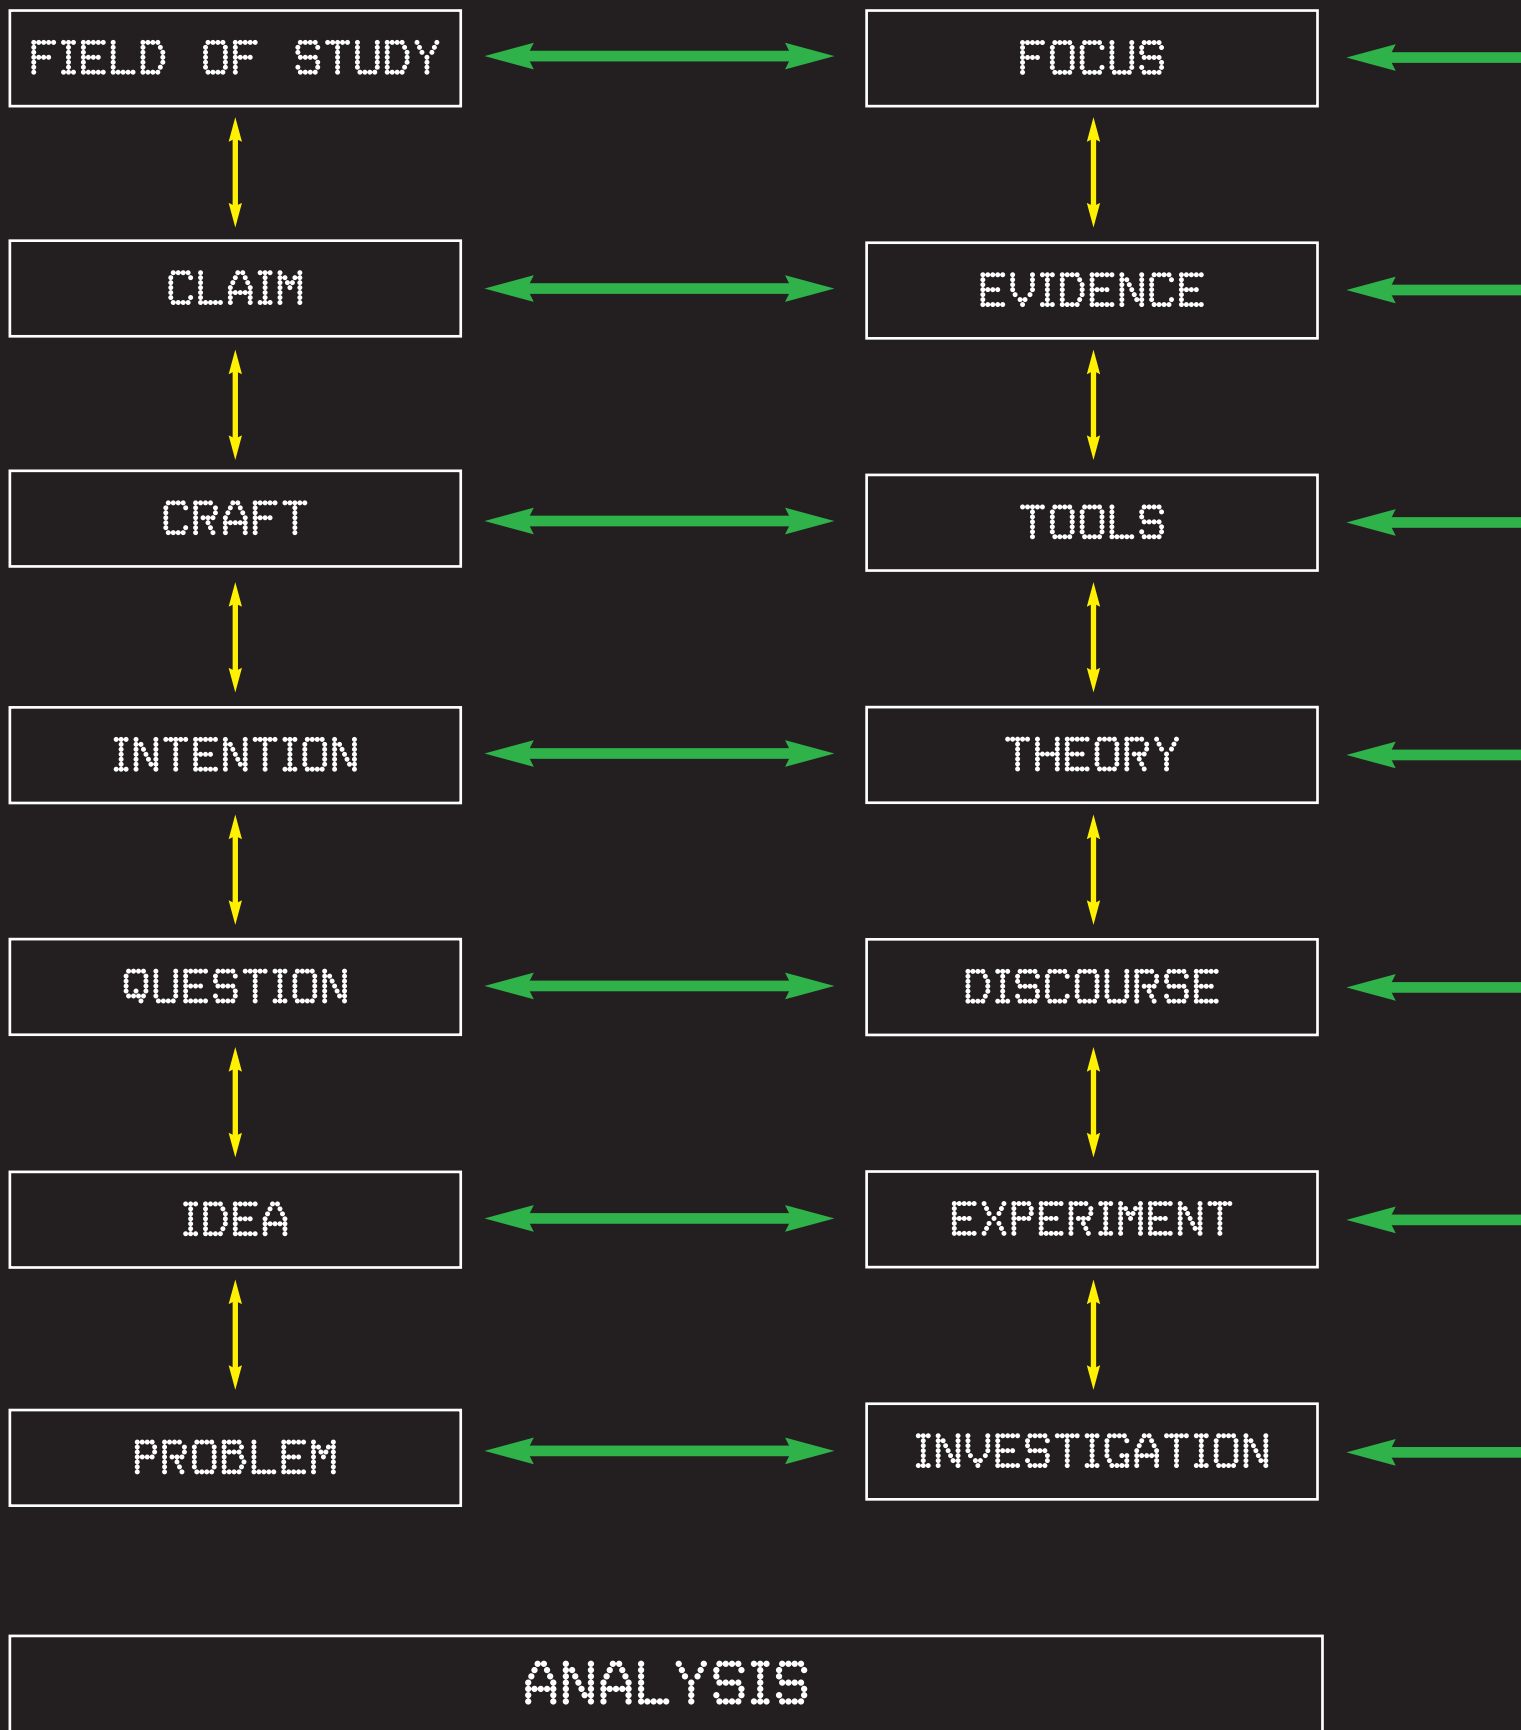 FIELD OF STUDY
FOCUS
CLAIM
EVIDENCE
CRAFT
TOOLS
INTENTION
THEORY
QUESTION
DISCOURSE
IDEA
EXPERIMENT
PROBLEM
INVESTIGATION
ANALYSIS